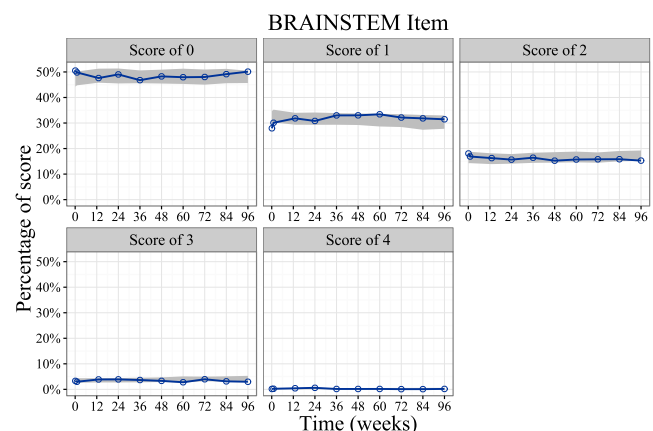 BRAINSTEM Item
Score of 0 Score of 1 Score of 2
50%
40%
30%
20%
10%
0%
0 12 24 36 48 60 72 84 96 0 12 24 36 48 60 72 84 96 0 12 24 36 48 60 72 84 96
Percentage of score
Score of 3 Score of 4
50%
40%
30%
20%
10%
0%
0 12 24 36 48 60 72 84 96 0 12 24 36 48 60 72 84 96
Time (weeks)